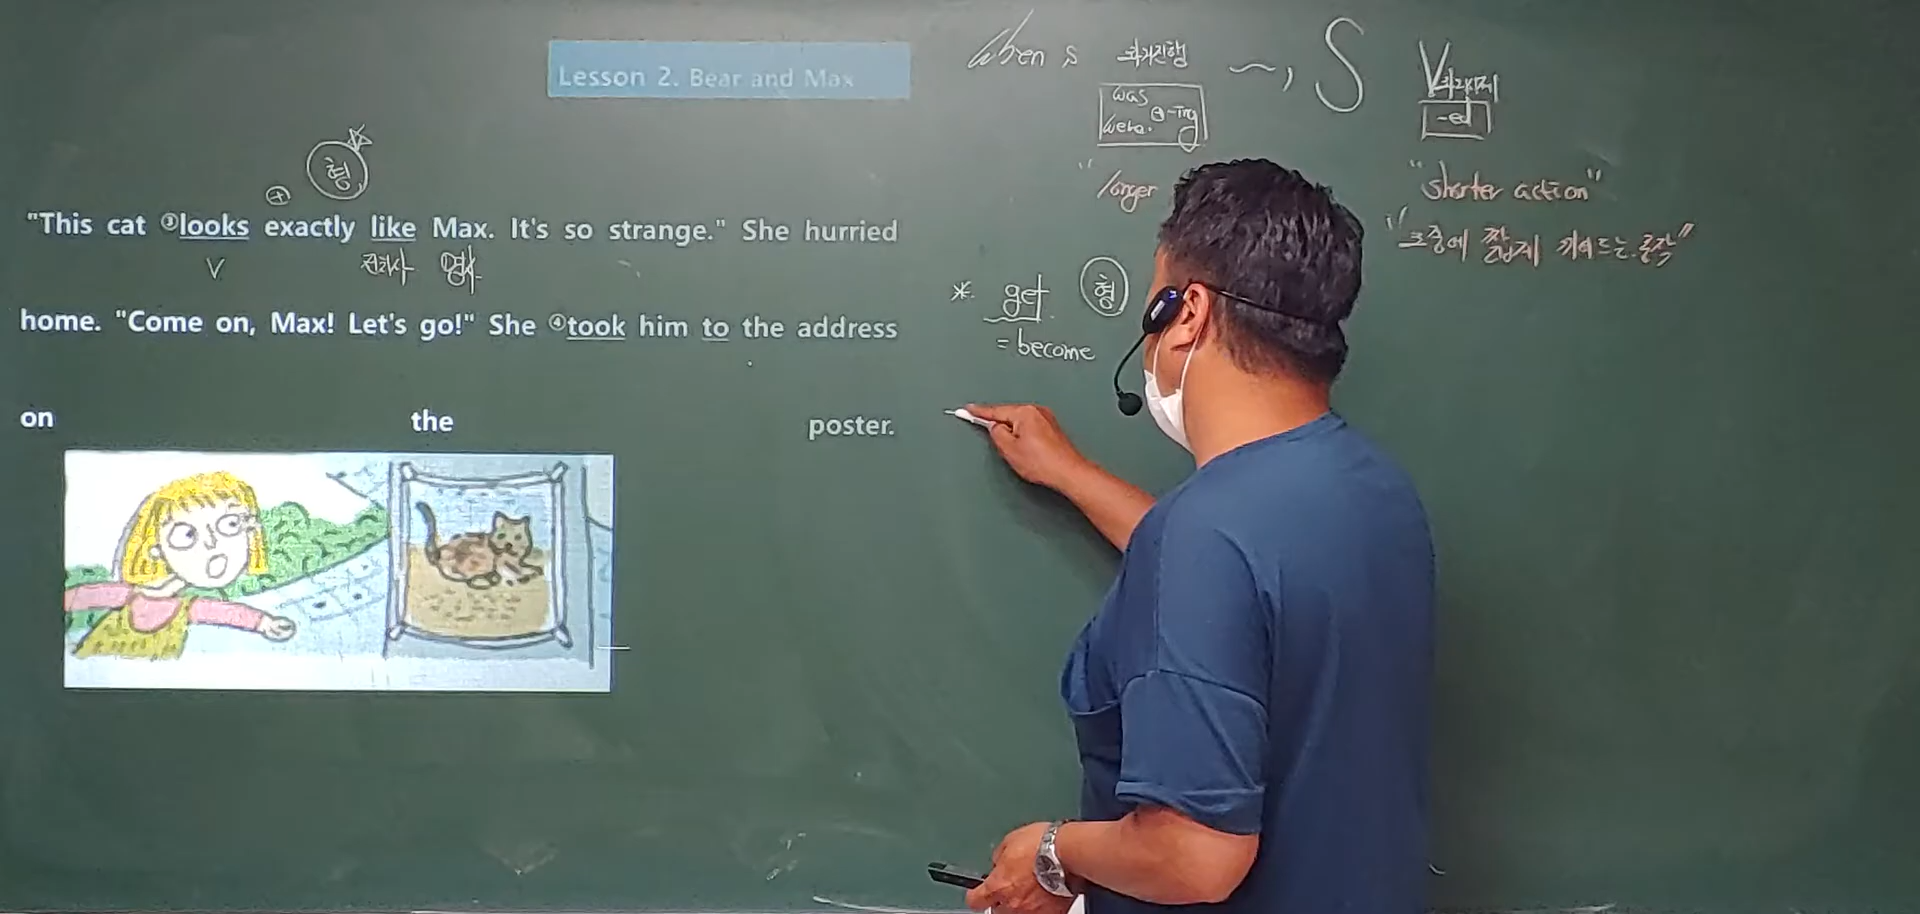 Lesson 2. Bear and Max
When S 과거진행 ~, S V과거시제
was
were. ⊕-ing
-ed
"longer
"shorter action"
"도중에 짧게 끼어드는 동작"
⊕ 형
"This cat ③looks exactly like Max. It's so strange." She hurried
V 전치사 명사
home. "Come on, Max! Let's go!" She ④took him to the address
on the poster.
*. get 형
= become